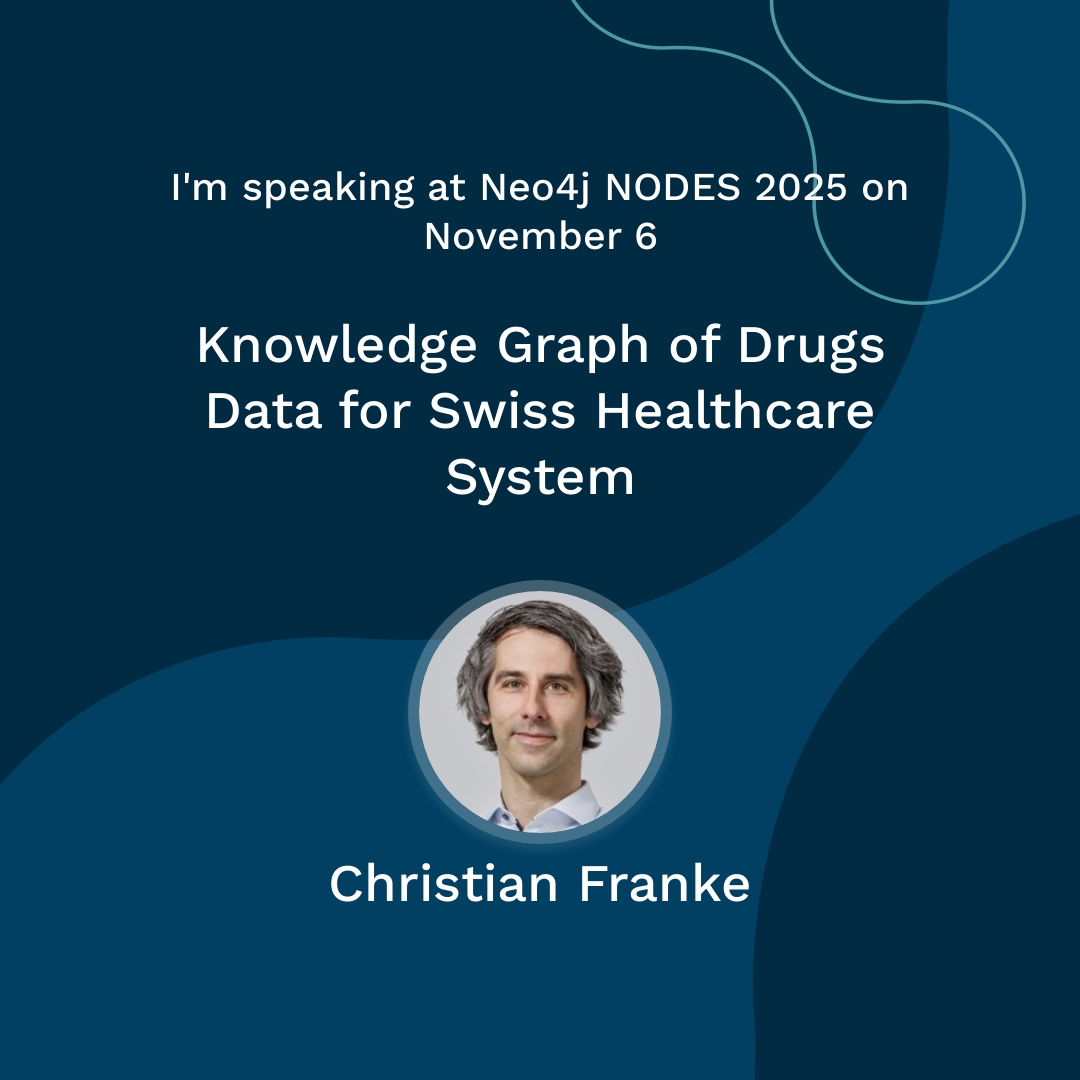 I'm speaking at Neo4j NODES 2025 on
November 6
Knowledge Graph of Drugs
Data for Swiss Healthcare
System
Christian Franke